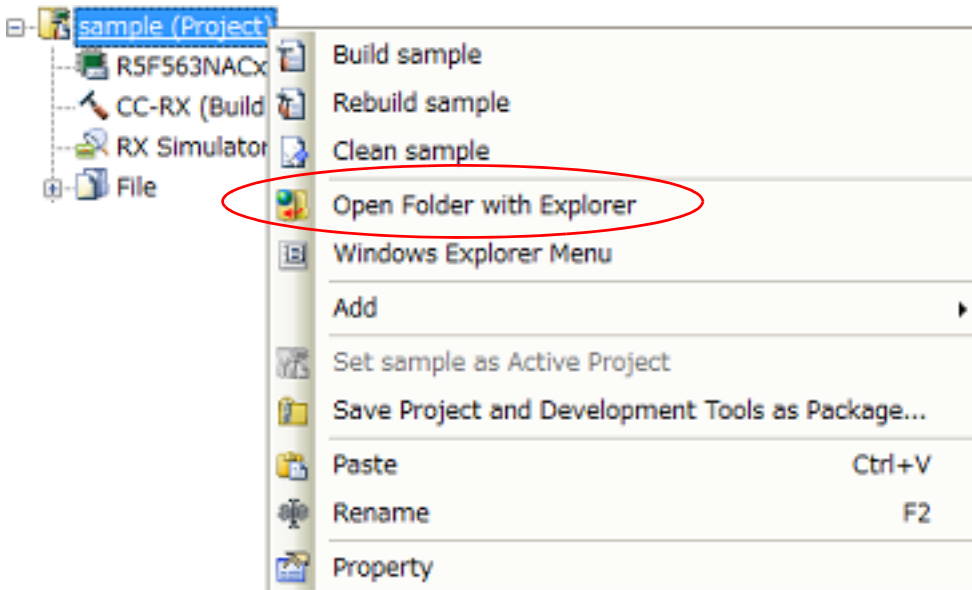 sample (Project)
R5F563NACx
CC-RX (Build
RX Simulator
File
Build sample
Rebuild sample
Clean sample
Open Folder with Explorer
Windows Explorer Menu
Add
Set sample as Active Project
Save Project and Development Tools as Package...
Paste Ctrl+V
Rename F2
Property